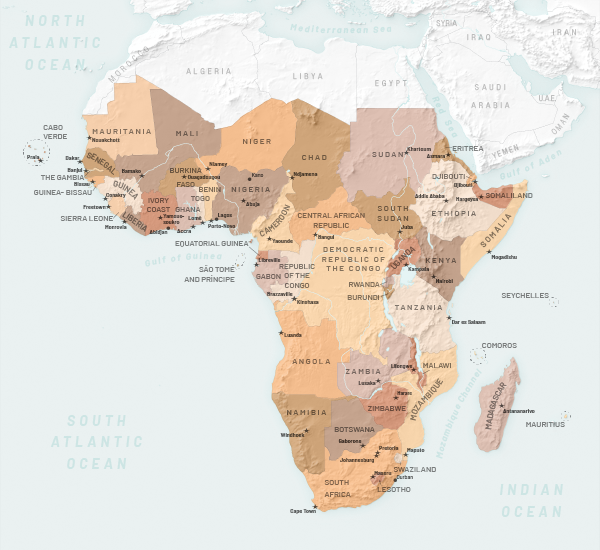 NORTH
ATLANTIC
OCEAN
Mediterranean Sea
SYRIA
IRAQ
IRAN
MOROCCO
ALGERIA
LIBYA
EGYPT
SAUDI
ARABIA
UAE
OMAN
YEMEN
Red Sea
Gulf of Aden
CABO
VERDE
Praia
MAURITANIA
Nouakchott
MALI
NIGER
CHAD
SUDAN
Khartoum
ERITREA
Asmara
Dakar
SENEGAL
Banjul
THE GAMBIA
Bissau
GUINEA- BISSAU
Bamako
BURKINA
FASO
Ouagadougou
Niamey
Kano
Ndjamena
DJIBOUTI
Djibouti
GUINEA
Conakry
Freetown
SIERRA LEONE
Monrovia
LIBERIA
IVORY
COAST
Yamous-
soukro
Abidjan
GHANA
Accra
BENIN
TOGO
Lomé
Lagos
Porto-Novo
NIGERIA
Abuja
Addis Ababa
Hargeysa
SOMALILAND
ETHIOPIA
SOMALIA
Mogadishu
CAMEROON
Yaounde
CENTRAL AFRICAN
REPUBLIC
Bangui
SOUTH
SUDAN
Juba
EQUATORIAL GUINEA
Gulf of Guinea
SÃO TOME
AND PRINCIPE
Libreville
GABON
REPUBLIC
OF THE
CONGO
Brazzaville
Kinshasa
DEMOCRATIC
REPUBLIC OF
THE CONGO
UGANDA
Kampala
KENYA
Nairobi
RWANDA
BURUNDI
TANZANIA
Dar es Salaam
SEYCHELLES
COMOROS
Luanda
ANGOLA
ZAMBIA
Lusaka
Lilongwe
MALAWI
MOZAMBIQUE
Mozambique Channel
Harare
ZIMBABWE
MADAGASCAR
Antananarivo
MAURITIUS
NAMIBIA
Windhoek
BOTSWANA
Gaborone
Pretoria
Johannesburg
Maputo
SWAZILAND
Maseru
Durban
LESOTHO
SOUTH
AFRICA
Cape Town
SOUTH
ATLANTIC
OCEAN
INDIAN
OCEAN